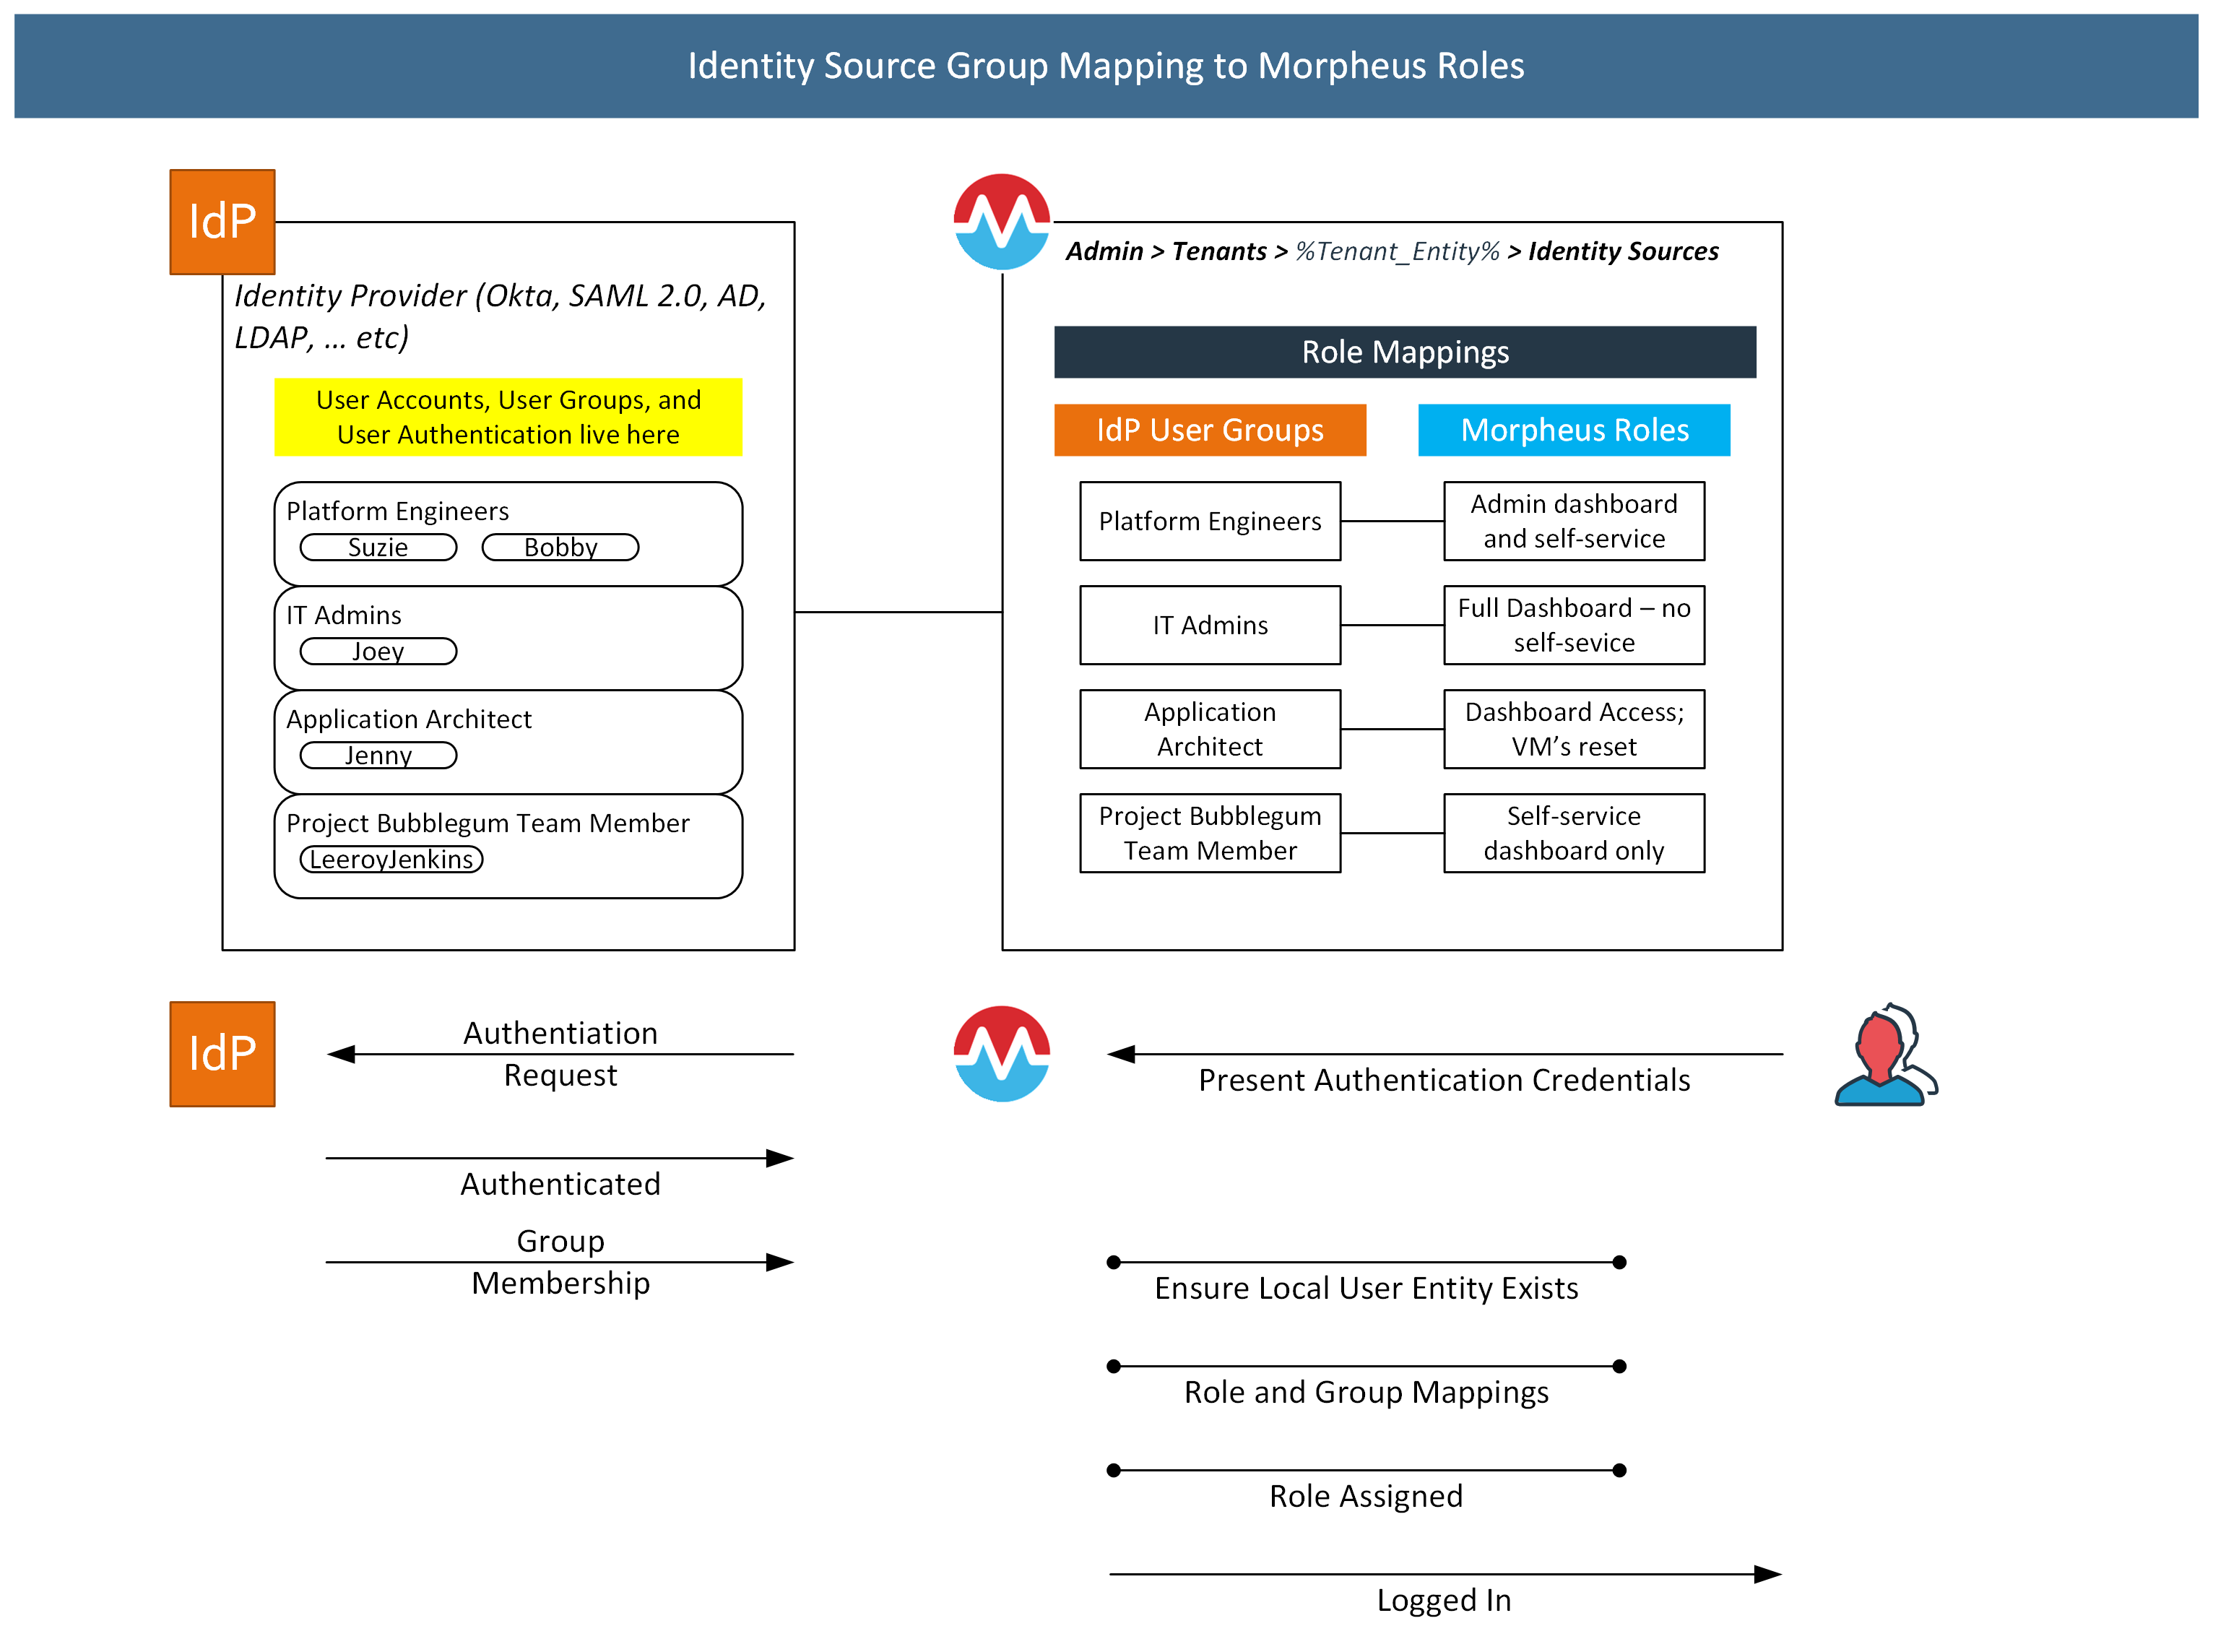 Identity Source Group Mapping to Morpheus Roles
IdP
Identity Provider (Okta, SAML 2.0, AD,
LDAP, ... etc)
User Accounts, User Groups, and
User Authentication live here
Platform Engineers
Suzie
Bobby
IT Admins
Joey
Application Architect
Jenny
Project Bubblegum Team Member
LeeroyJenkins
Admin > Tenants > %Tenant_Entity% > Identity Sources
Role Mappings
IdP User Groups
Morpheus Roles
Platform Engineers
Admin dashboard
and self-service
IT Admins
Full Dashboard – no
self-sevice
Application
Architect
Dashboard Access;
VM’s reset
Project Bubblegum
Team Member
Self-service
dashboard only
IdP
Authentiation
Request
Present Authentication Credentials
Authenticated
Group
Membership
Ensure Local User Entity Exists
Role and Group Mappings
Role Assigned
Logged In